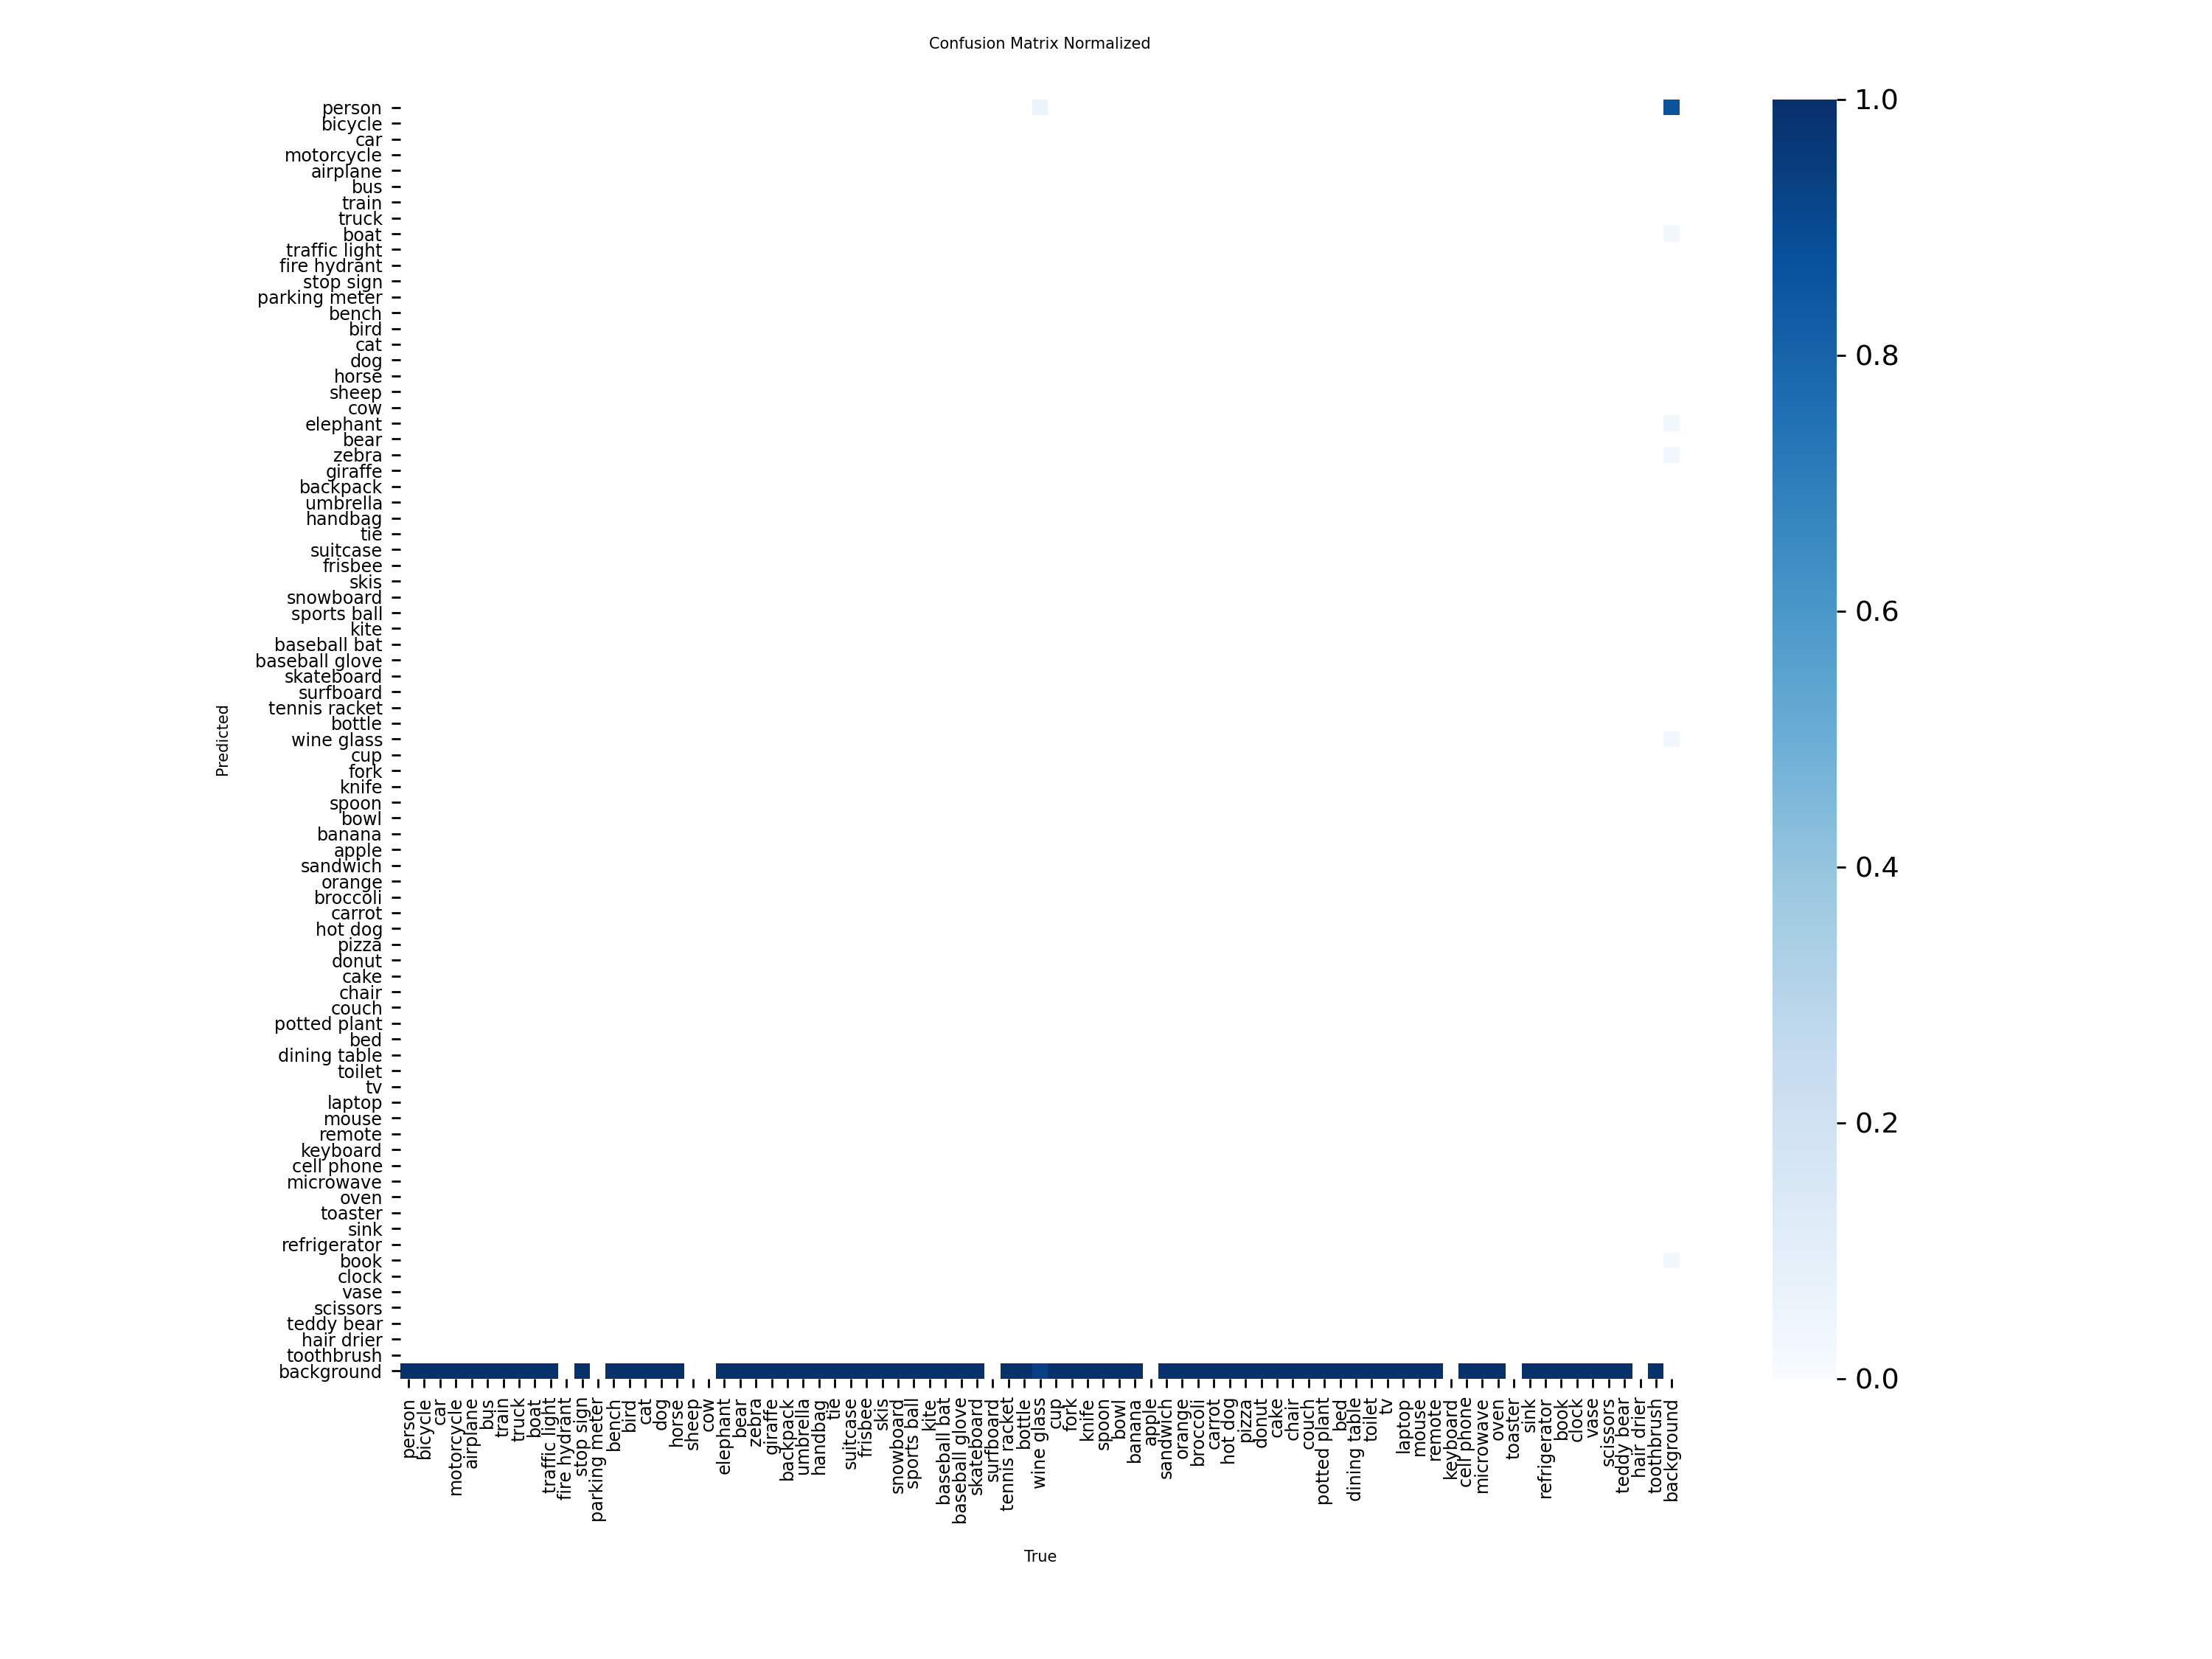 Confusion Matrix Normalized
person
bicycle
car
motorcycle
airplane
bus
train
truck
boat
traffic light
fire hydrant
stop sign
parking meter
bench
bird
cat
dog
horse
sheep
cow
elephant
bear
zebra
giraffe
backpack
umbrella
handbag
tie
suitcase
frisbee
skis
snowboard
sports ball
kite
baseball bat
baseball glove
skateboard
surfboard
tennis racket
bottle
wine glass
cup
fork
knife
spoon
bowl
banana
apple
sandwich
orange
broccoli
carrot
hot dog
pizza
donut
cake
chair
couch
potted plant
bed
dining table
toilet
tv
laptop
mouse
remote
keyboard
cell phone
microwave
oven
toaster
sink
refrigerator
book
clock
vase
scissors
teddy bear
hair drier
toothbrush
background
Predicted
person
bicycle
car
motorcycle
airplane
bus
train
truck
boat
traffic light
fire hydrant
stop sign
parking meter
bench
bird
cat
dog
horse
sheep
cow
elephant
bear
zebra
giraffe
backpack
umbrella
handbag
tie
suitcase
frisbee
skis
snowboard
sports ball
kite
baseball bat
baseball glove
skateboard
surfboard
tennis racket
bottle
wine glass
cup
fork
knife
spoon
bowl
banana
apple
sandwich
orange
broccoli
carrot
hot dog
pizza
donut
cake
chair
couch
potted plant
bed
dining table
toilet
tv
laptop
mouse
remote
keyboard
cell phone
microwave
oven
toaster
sink
refrigerator
book
clock
vase
scissors
teddy bear
hair drier
toothbrush
background
True
1.0
0.8
0.6
0.4
0.2
0.0